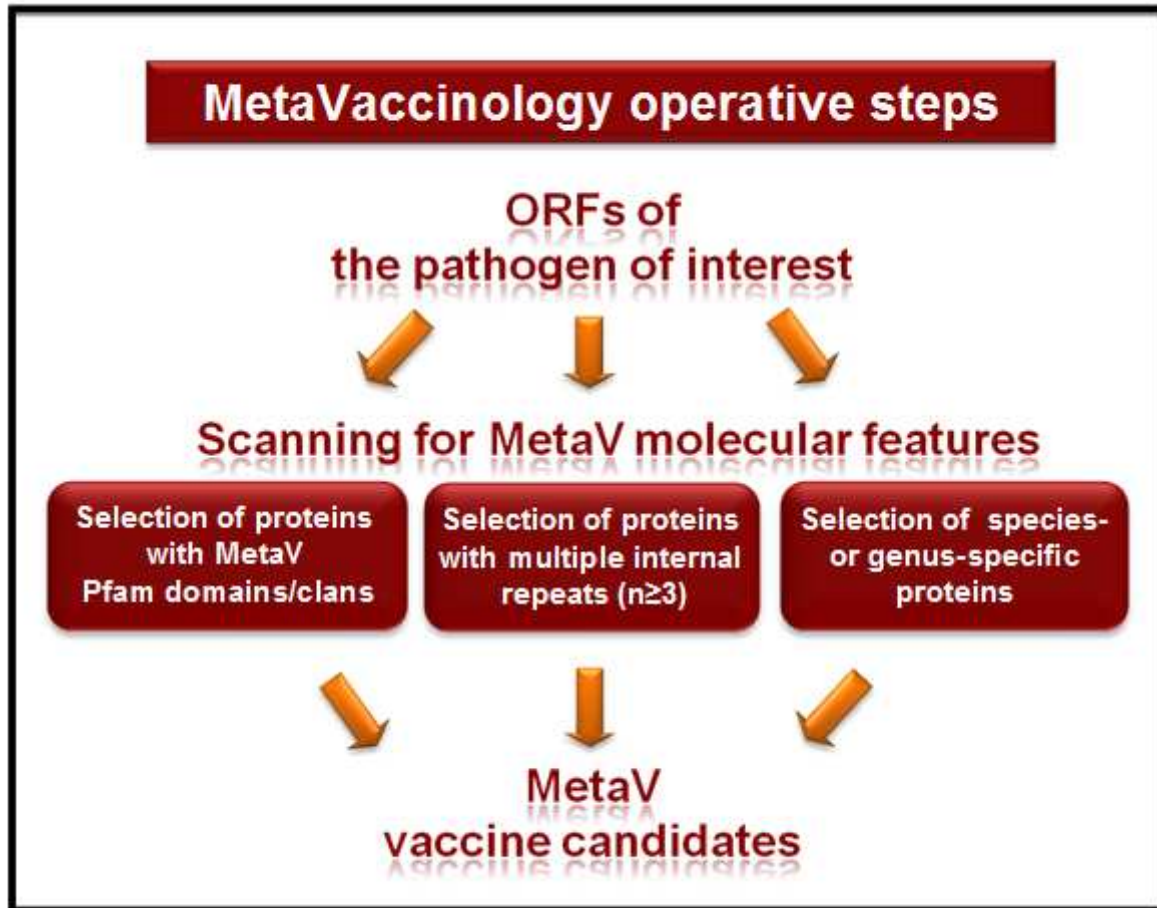 MetaVaccinology operative steps
ORFs of
the pathogen of interest
Scanning for MetaV molecular features
Selection of proteins
with MetaV
Pfam domains/clans
Selection of proteins
with multiple internal
repeats (n≥3)
Selection of species-
or genus-specific
proteins
MetaV
vaccine candidates